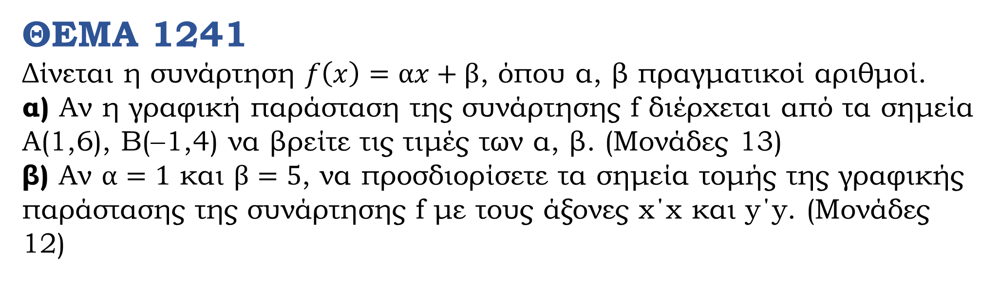 ΘΕΜΑ 1241
Δίνεται η συνάρτηση f(x) = αx + β, όπου α, β πραγματικοί αριθμοί.
α) Αν η γραφική παράσταση της συνάρτησης f διέρχεται από τα σημεία
Α(1,6), Β(–1,4) να βρείτε τις τιμές των α, β. (Μονάδες 13)
β) Αν α = 1 και β = 5, να προσδιορίσετε τα σημεία τομής της γραφικής
παράστασης της συνάρτησης f με τους άξονες x΄x και y΄y. (Μονάδες
12)